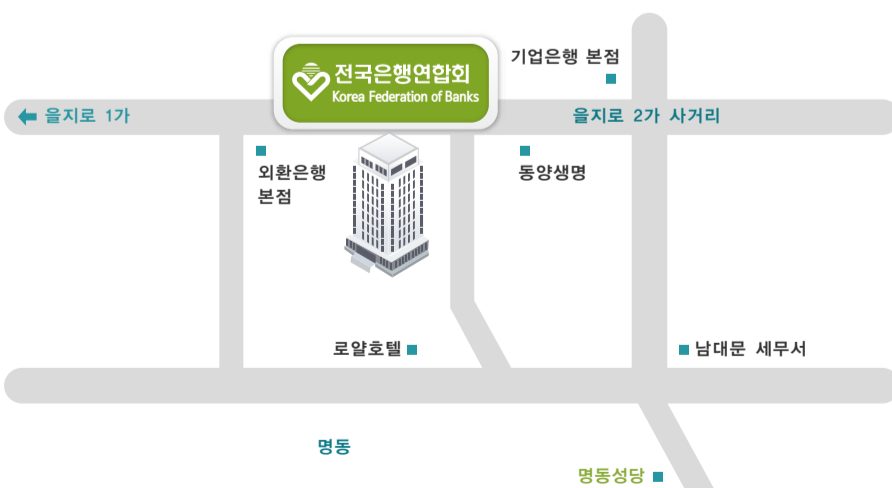 기업은행 본점
전국은행연합회
Korea Federation of Banks
을지로 1가
을지로 2가 사거리
외환은행
본점
동양생명
로얄호텔
남대문 세무서
명동
명동성당